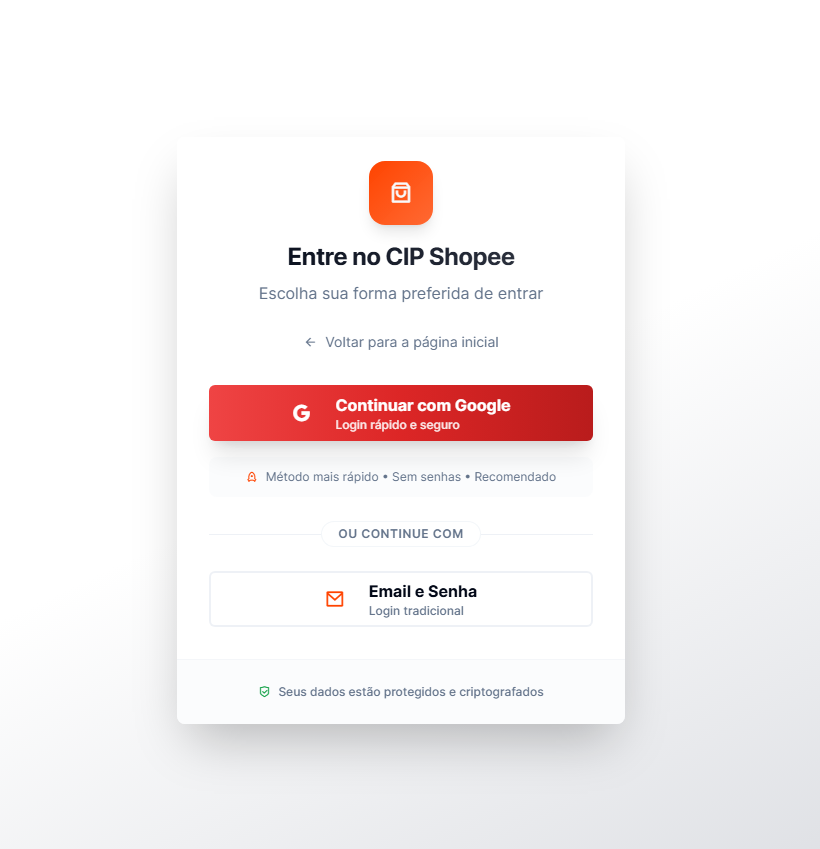 Entre no CIP Shopee
Escolha sua forma preferida de entrar
← Voltar para a página inicial
G Continuar com Google
Login rápido e seguro
Método mais rápido • Sem senhas • Recomendado
OU CONTINUE COM
Email e Senha
Login tradicional
Seus dados estão protegidos e criptografados